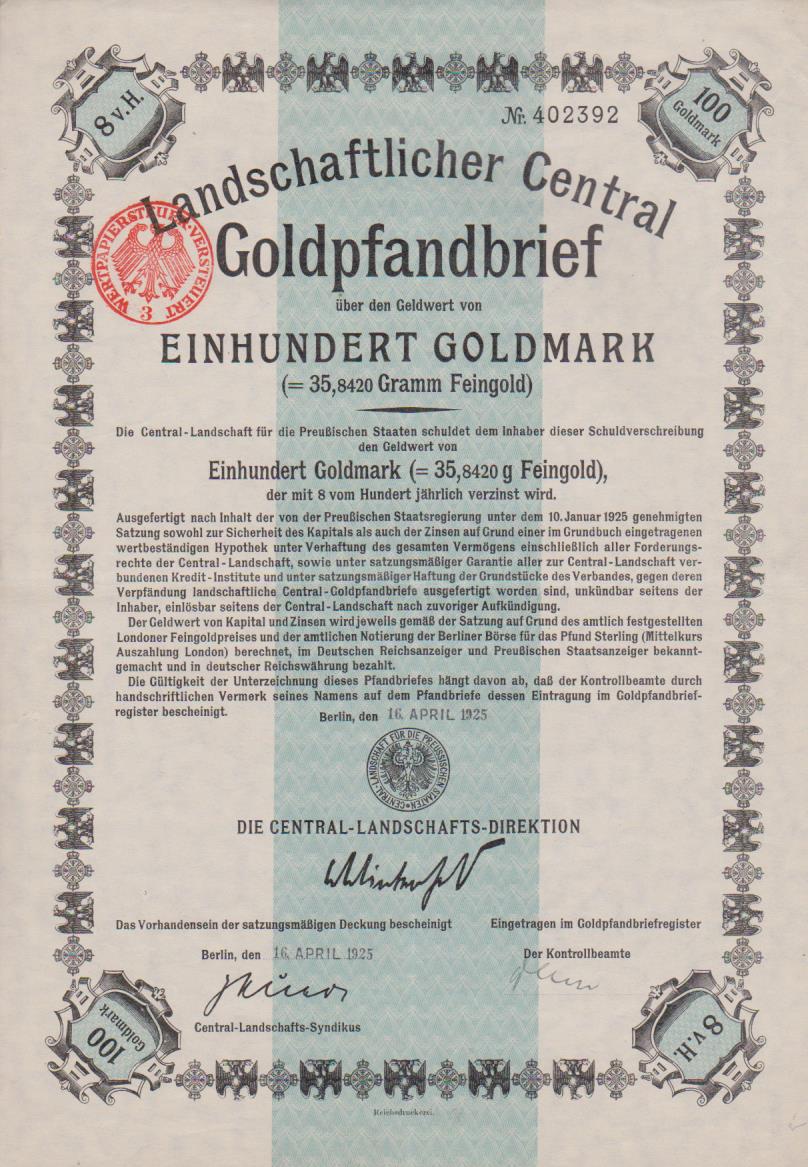 8 v.H.
100
Goldmark
Nr. 402392
Landschaftlicher Central
Goldpfandbrief
WERTPAPIERSTEUER-VERSTEUERT
3
über den Geldwert von
EINHUNDERT GOLDMARK
(= 35,8420 Gramm Feingold)
Die Central-Landschaft für die Preußischen Staaten schuldet dem Inhaber dieser Schuldverschreibung
den Geldwert von
Einhundert Goldmark (= 35,8420 g Feingold),
der mit 8 vom Hundert jährlich verzinst wird.
Ausgefertigt nach Inhalt der von der Preußischen Staatsregierung unter dem 10. Januar 1925 genehmigten
Satzung sowohl zur Sicherheit des Kapitals als auch der Zinsen auf Grund einer im Grundbuch eingetragenen
wertbeständigen Hypothek unter Verhaftung des gesamten Vermögens einschließlich aller Forderungs-
rechte der Central-Landschaft, sowie unter satzungsmäßiger Garantie aller zur Central-Landschaft ver-
bundenen Kredit-Institute und unter satzungsmäßiger Haftung der Grundstücke des Verbandes, gegen deren
Verpfändung landschaftliche Central-Goldpfandbriefe ausgefertigt worden sind, unkündbar seitens der
Inhaber, einlösbar seitens der Central-Landschaft nach zuvoriger Aufkündigung.
Der Geldwert von Kapital und Zinsen wird jeweils gemäß der Satzung auf Grund des amtlich festgestellten
Londoner Feingoldpreises und der amtlichen Notierung der Berliner Börse für das Pfund Sterling (Mittelkurs
Auszahlung London) berechnet, im Deutschen Reichsanzeiger und Preußischen Staatsanzeiger bekannt-
gemacht und in deutscher Reichswährung bezahlt.
Die Gültigkeit der Unterzeichnung dieses Pfandbriefes hängt davon ab, daß der Kontrollbeamte durch
handschriftlichen Vermerk seines Namens auf dem Pfandbriefe dessen Eintragung im Goldpfandbrief-
register bescheinigt.
Berlin, den 16. APRIL 1925
CENTRAL-LANDSCHAFT FÜR DIE PREUSSISCHEN STAATEN
DIE CENTRAL-LANDSCHAFTS-DIREKTION
Das Vorhandensein der satzungsmäßigen Deckung bescheinigt
Eingetragen im Goldpfandbriefregister
Berlin, den 16. APRIL 1925
Der Kontrollbeamte
Central-Landschafts-Syndikus
100
Goldmark
8 v.H.
Reichsdruckerei.